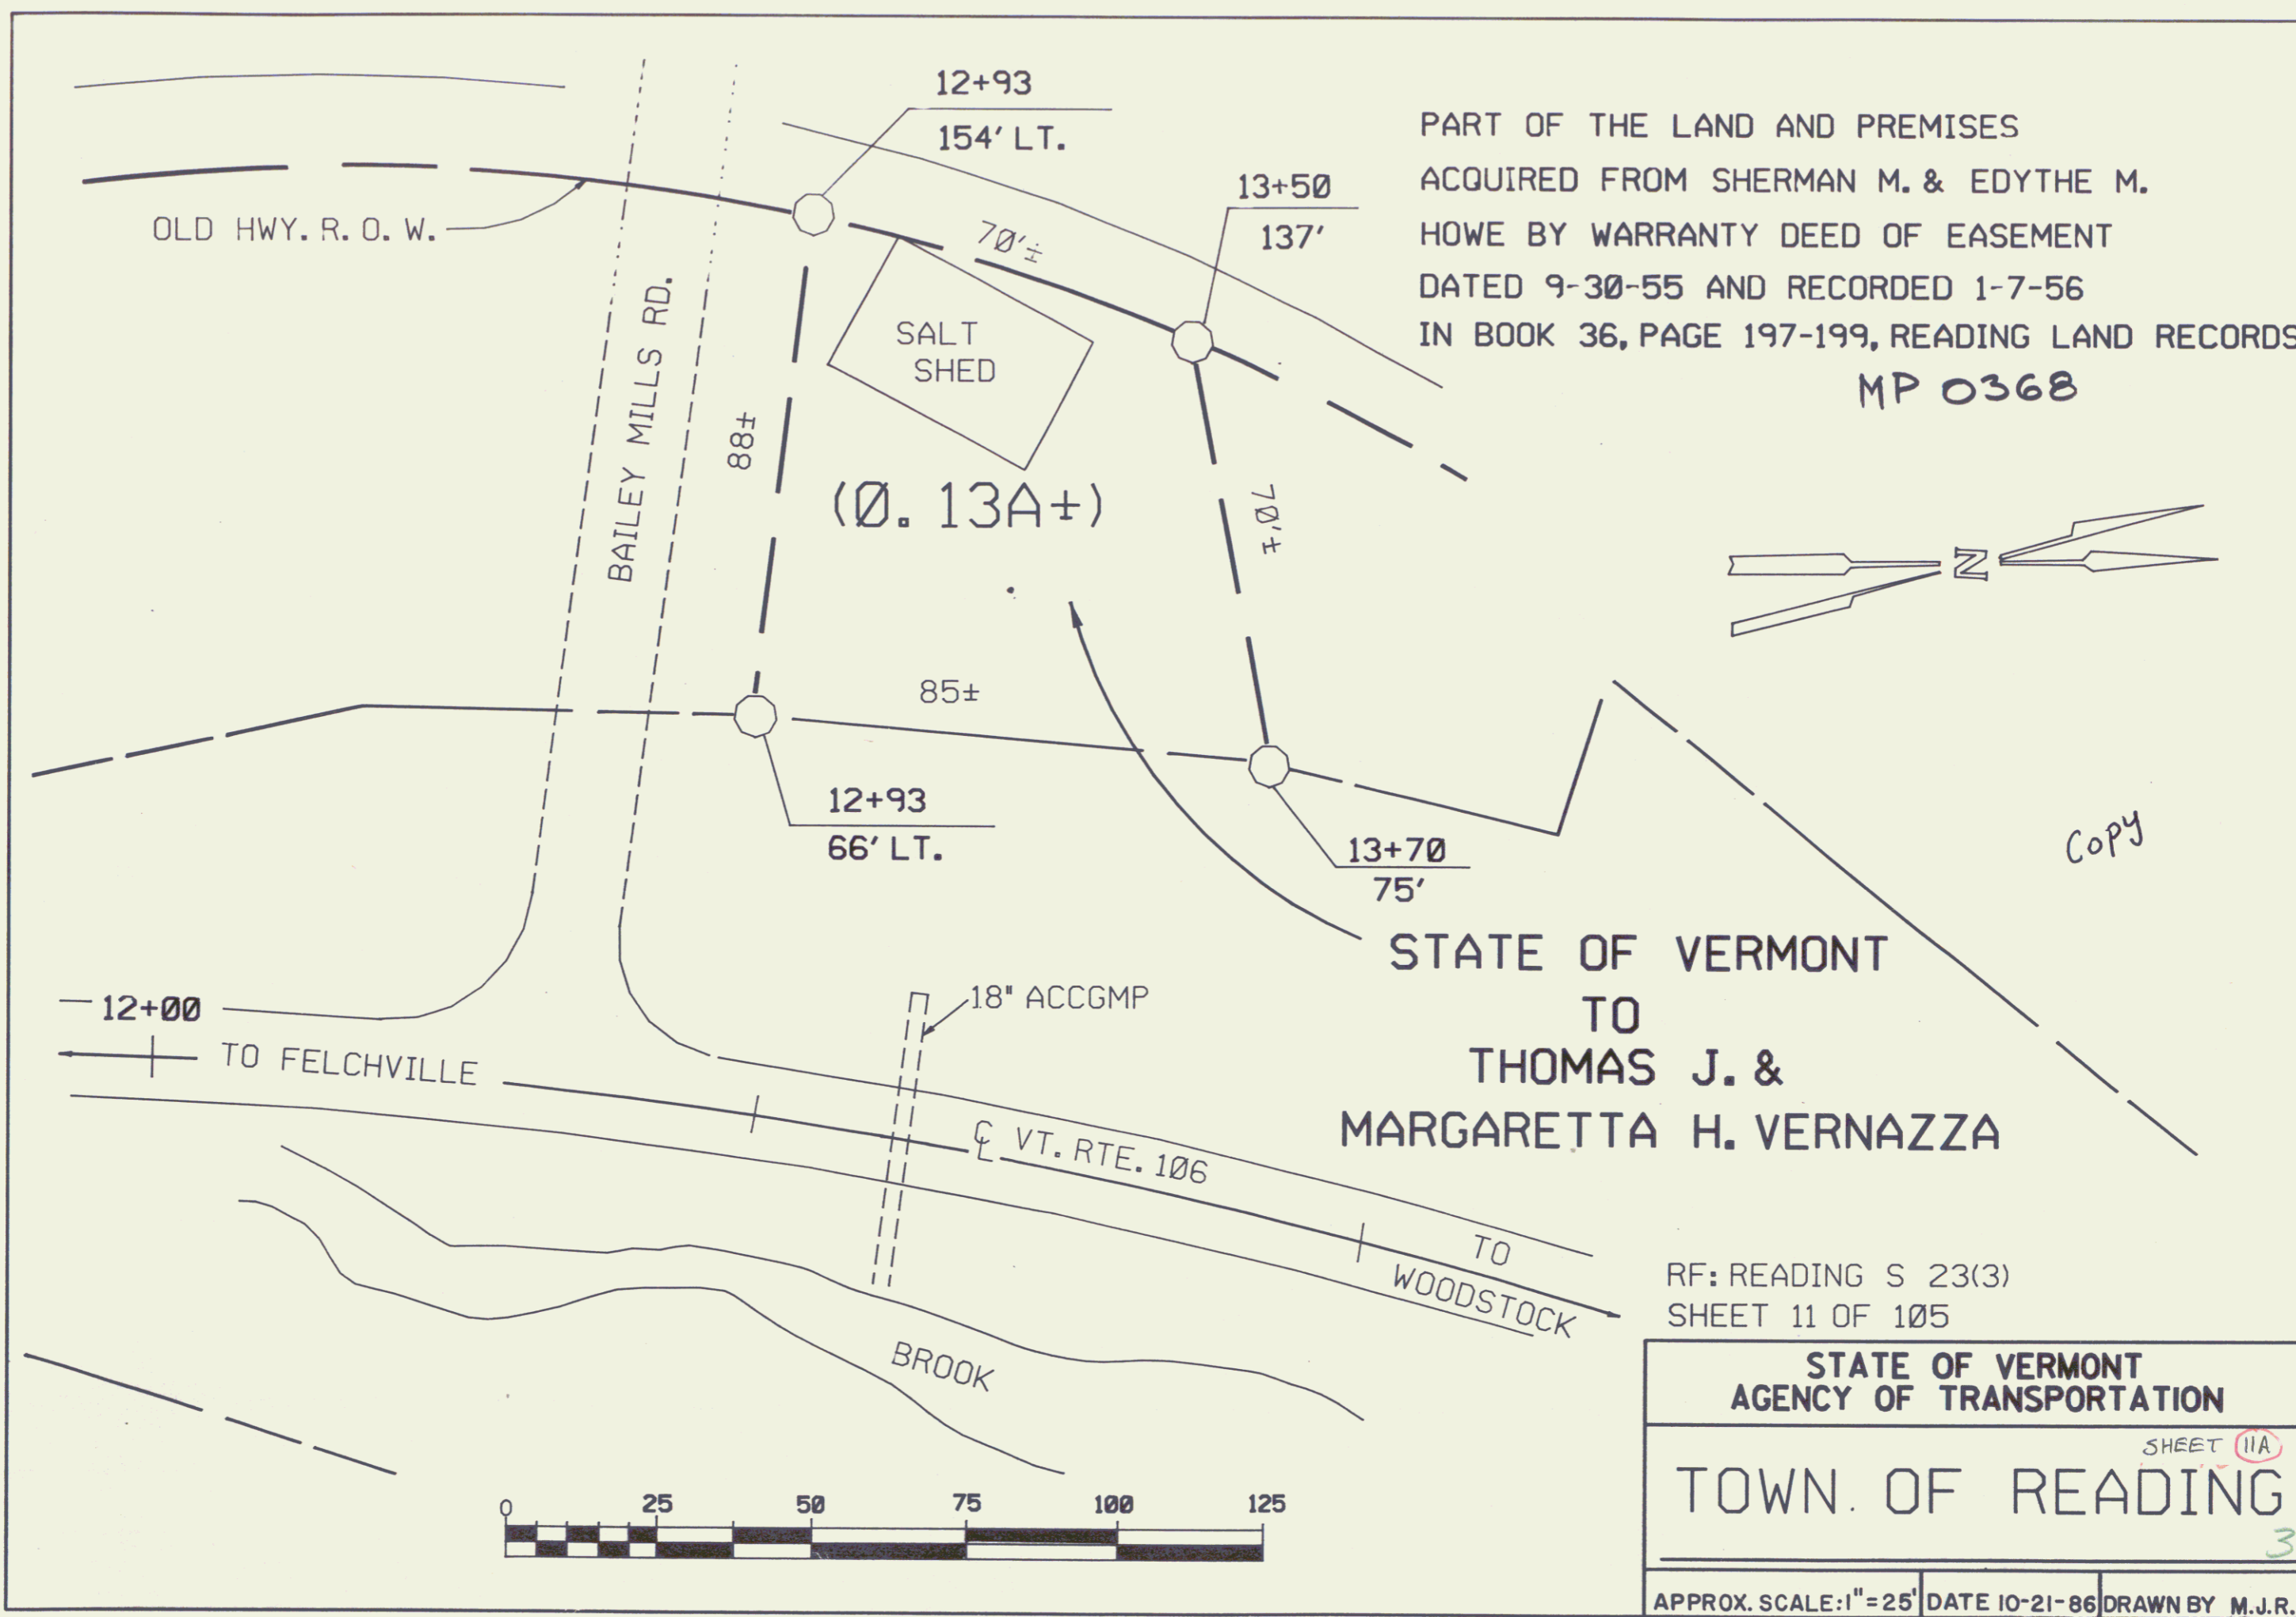 12+93
154' LT.
13+50
137'
PART OF THE LAND AND PREMISES
ACQUIRED FROM SHERMAN M. & EDYTHE M.
HOWE BY WARRANTY DEED OF EASEMENT
DATED 9-30-55 AND RECORDED 1-7-56
IN BOOK 36, PAGE 197-199, READING LAND RECORDS
MP 0368
OLD HWY. R. O. W.
70'±
SALT
SHED
BAILEY MILLS RD.
88±
(0. 13A±)
70'±
N
85±
12+93
66' LT.
13+70
75'
Copy
STATE OF VERMONT
TO
THOMAS J. &
MARGARETTA H. VERNAZZA
12+00
18" ACCGMP
TO FELCHVILLE
℄ VT. RTE. 106
TO
WOODSTOCK
BROOK
RF: READING S 23(3)
SHEET 11 OF 105
0 25 50 75 100 125
STATE OF VERMONT
AGENCY OF TRANSPORTATION
SHEET 11A
TOWN. OF READING
3
APPROX. SCALE: 1" = 25' DATE 10-21-86 DRAWN BY M.J.R.